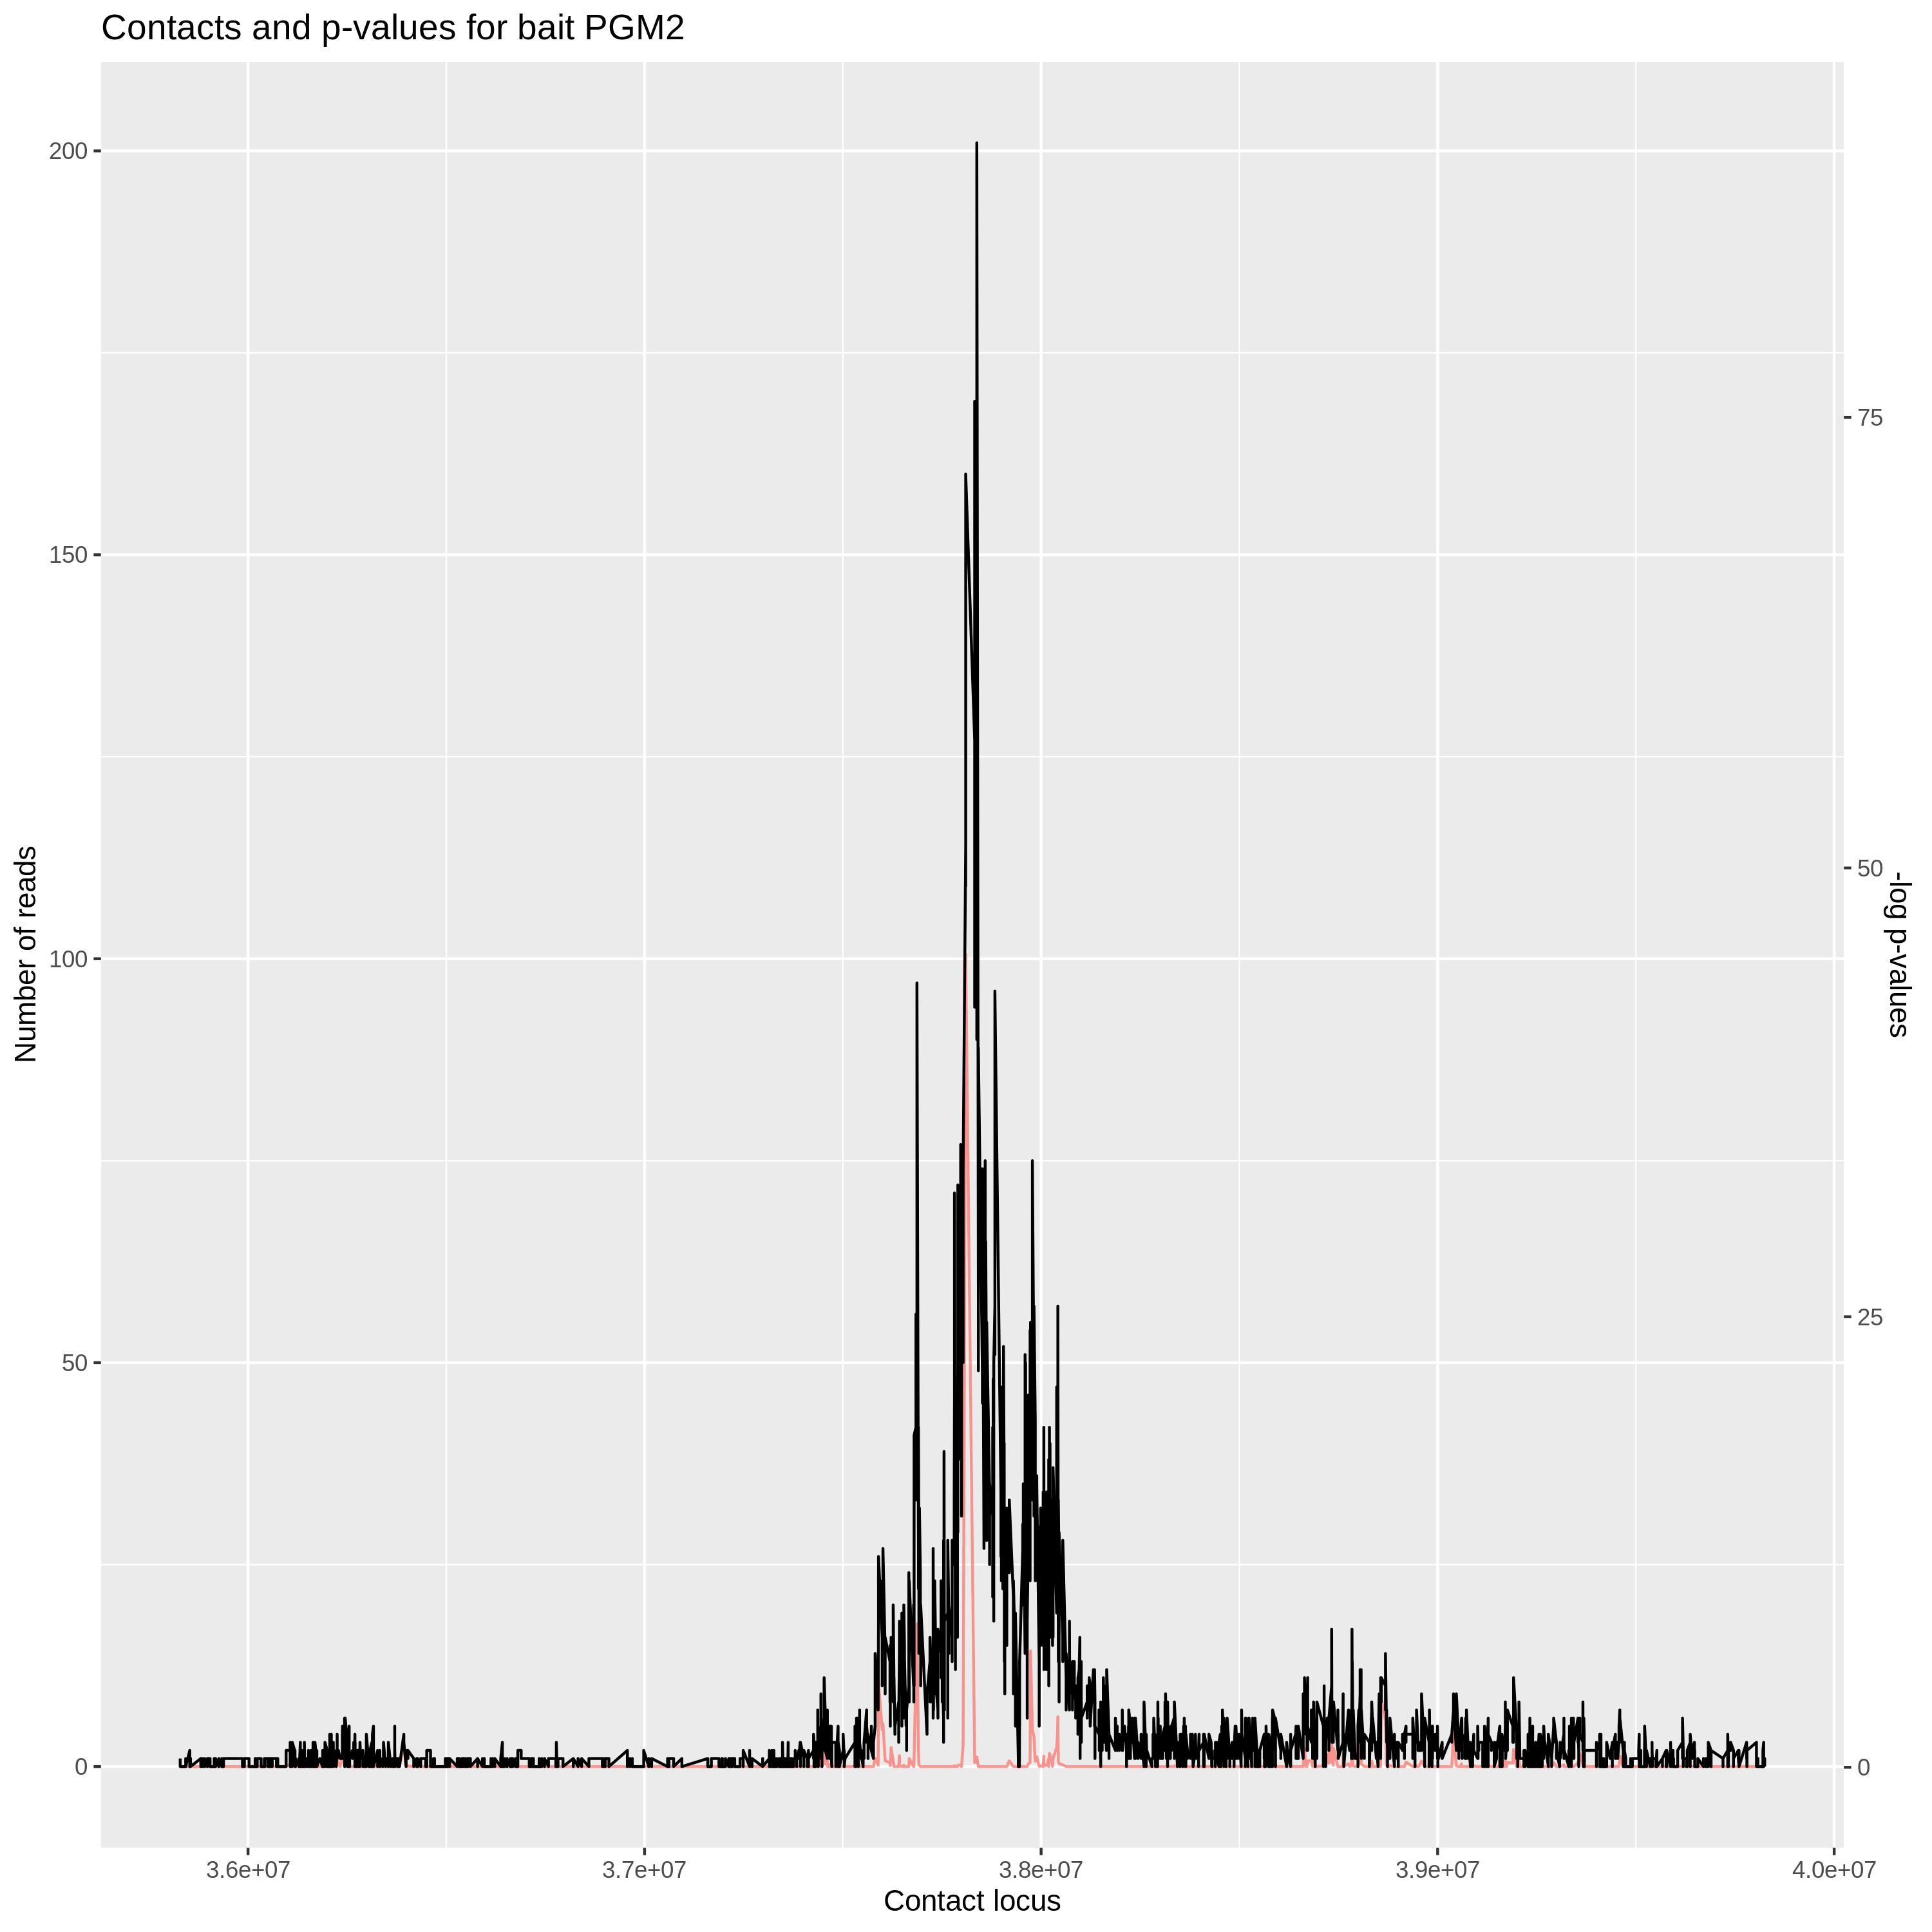 Contacts and p-values for bait PGM2
200
150
100
50
0
Number of reads
75
50
25
0
-log p-values
3.6e+07
3.7e+07
3.8e+07
3.9e+07
4.0e+07
Contact locus